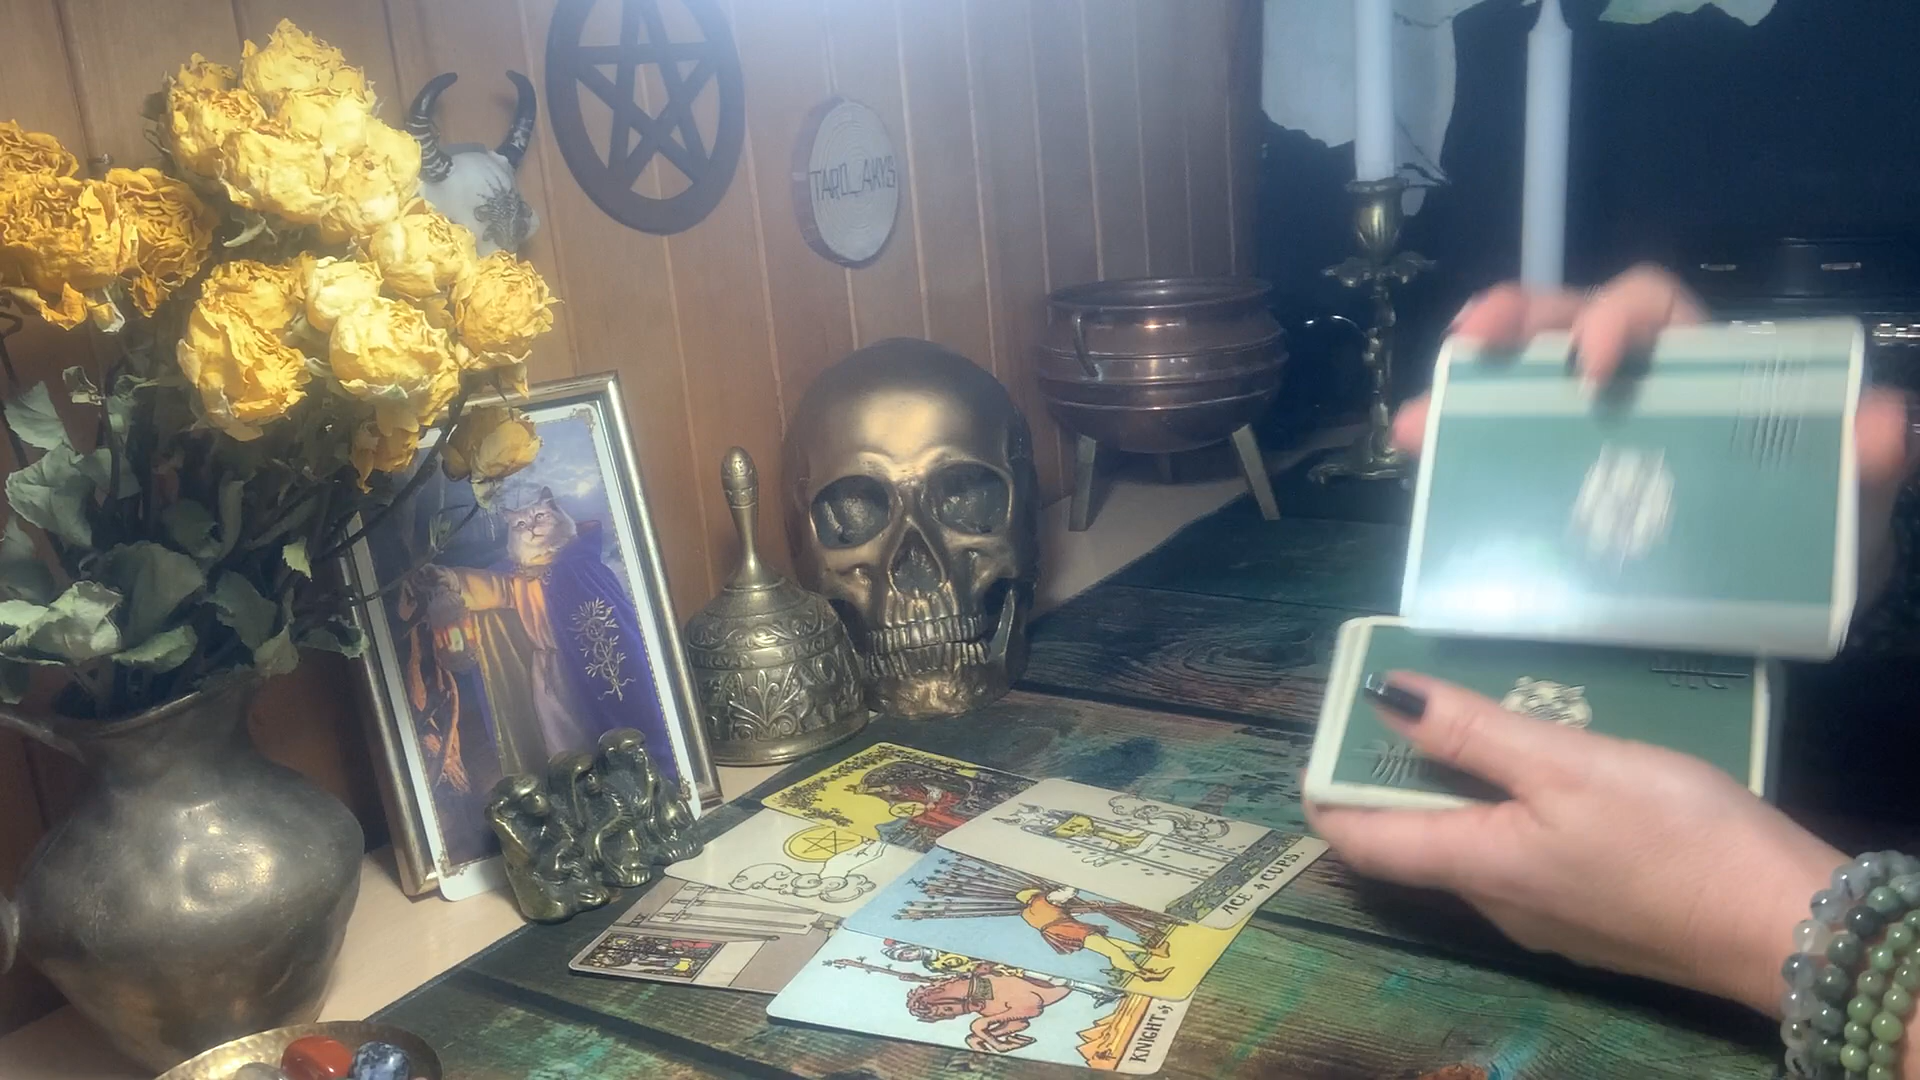 TARO_AKYS
ACE of CUPS.
KNIGHT of